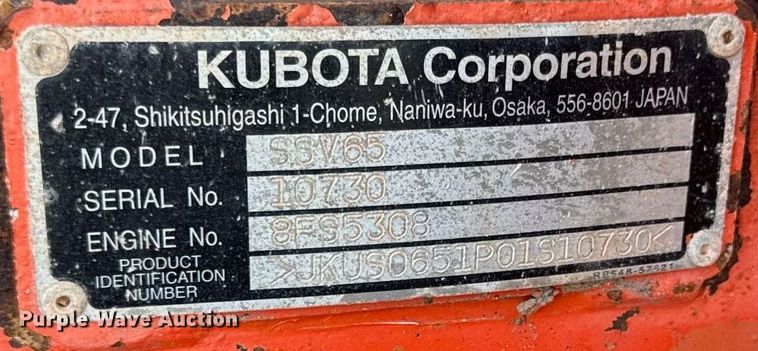 KUBOTA Corporation
2-47, Shikitsuhigashi 1-Chome, Naniwa-ku, Osaka, 556-8601 JAPAN
MODEL SSV65
SERIAL No. 10730
ENGINE No. 8FS5308
PRODUCT IDENTIFICATION NUMBER >JKUS0651P01S10730<
Purple Wave Auction